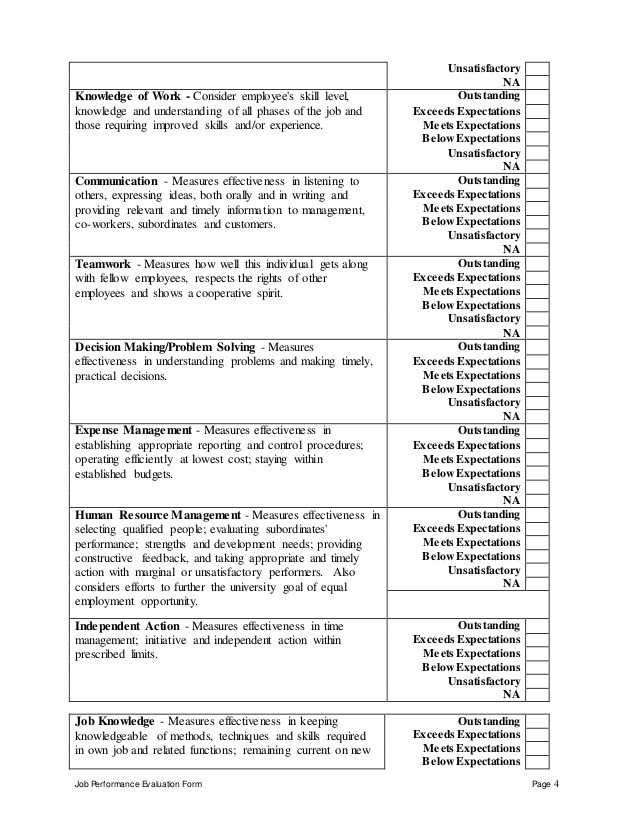 Unsatisfactory
NA
Knowledge of Work - Consider employee's skill level,
knowledge and understanding of all phases of the job and
those requiring improved skills and/or experience.
Outstanding
Exceeds Expectations
Meets Expectations
Below Expectations
Unsatisfactory
NA
Communication - Measures effectiveness in listening to
others, expressing ideas, both orally and in writing and
providing relevant and timely information to management,
co-workers, subordinates and customers.
Outstanding
Exceeds Expectations
Meets Expectations
Below Expectations
Unsatisfactory
NA
Teamwork - Measures how well this individual gets along
with fellow employees, respects the rights of other
employees and shows a cooperative spirit.
Outstanding
Exceeds Expectations
Meets Expectations
Below Expectations
Unsatisfactory
NA
Decision Making/Problem Solving - Measures
effectiveness in understanding problems and making timely,
practical decisions.
Outstanding
Exceeds Expectations
Meets Expectations
Below Expectations
Unsatisfactory
NA
Expense Management - Measures effectiveness in
establishing appropriate reporting and control procedures;
operating efficiently at lowest cost; staying within
established budgets.
Outstanding
Exceeds Expectations
Meets Expectations
Below Expectations
Unsatisfactory
NA
Human Resource Management - Measures effectiveness in
selecting qualified people; evaluating subordinates'
performance; strengths and development needs; providing
constructive feedback, and taking appropriate and timely
action with marginal or unsatisfactory performers. Also
considers efforts to further the university goal of equal
employment opportunity.
Outstanding
Exceeds Expectations
Meets Expectations
Below Expectations
Unsatisfactory
NA
Independent Action - Measures effectiveness in time
management; initiative and independent action within
prescribed limits.
Outstanding
Exceeds Expectations
Meets Expectations
Below Expectations
Unsatisfactory
NA
Job Knowledge - Measures effectiveness in keeping
knowledgeable of methods, techniques and skills required
in own job and related functions; remaining current on new
Outstanding
Exceeds Expectations
Meets Expectations
Below Expectations
Job Performance Evaluation Form Page 4